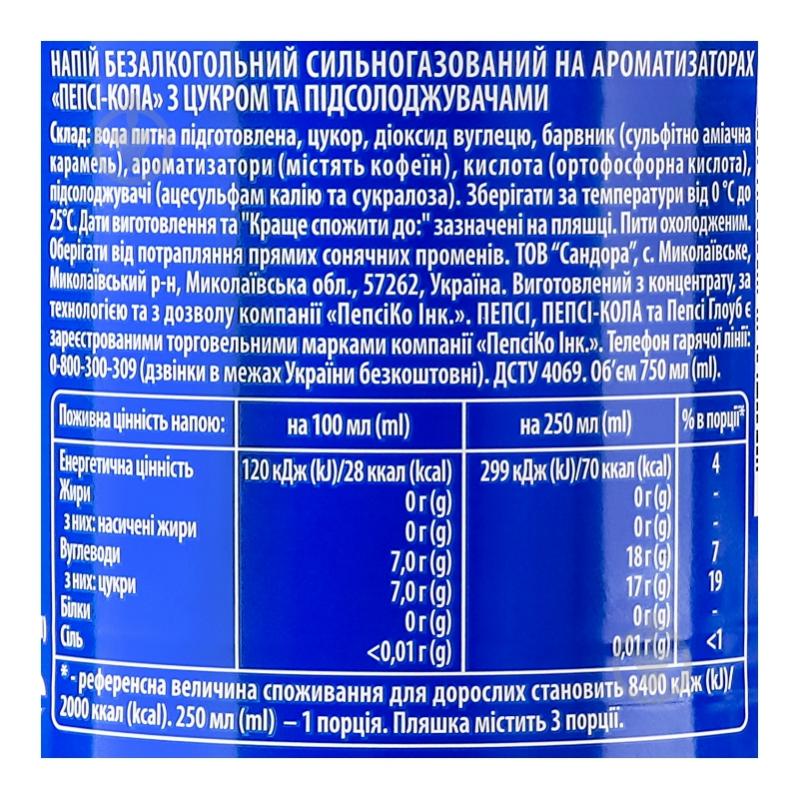 НАПІЙ БЕЗАЛКОГОЛЬНИЙ СИЛЬНОГАЗОВАНИЙ НА АРОМАТИЗАТОРАХ
«ПЕПСІ-КОЛА» З ЦУКРОМ ТА ПІДСОЛОДЖУВАЧАМИ
Склад: вода питна підготовлена, цукор, діоксид вуглецю, барвник (сульфітно аміачна
карамель), ароматизатори (містять кофеїн), кислота (ортофосфорна кислота),
підсолоджувачі (ацесульфам калію та сукралоза). Зберігати за температури від 0 °С до
25°С. Дати виготовлення та "Краще спожити до:" зазначені на пляшці. Пити охолодженим.
Оберігати від потрапляння прямих сонячних променів. ТОВ "Сандора", с. Миколаївське,
Миколаївський р-н, Миколаївська обл., 57262, Україна. Виготовлений з концентрату, за
технологією та з дозволу компанії «ПепсіКо Інк.». ПЕПСІ, ПЕПСІ-КОЛА та Пепсі Глоуб є
зареєстрованими торговельними марками компанії «ПепсіКо Інк.». Телефон гарячої лінії:
0-800-300-309 (дзвінки в межах України безкоштовні). ДСТУ 4069. Об'єм 750 мл (ml).
Поживна цінність напою: на 100 мл (ml) на 250 мл (ml) % в порції*
Енергетична цінність 120 кДж (kJ)/28 ккал (kcal) 299 кДж (kJ)/70 ккал (kcal) 4
Жири 0 г (g) 0 г (g) -
з них: насичені жири 0 г (g) 0 г (g) -
Вуглеводи 7,0 г (g) 18 г (g) 7
з них: цукри 7,0 г (g) 17 г (g) 19
Білки 0 г (g) 0 г (g) -
Сіль <0,01 г (g) 0,01 г (g) <1
* - референсна величина споживання для дорослих становить 8400 кДж (kJ)/
2000 ккал (kcal). 250 мл (ml) – 1 порція. Пляшка містить 3 порції.